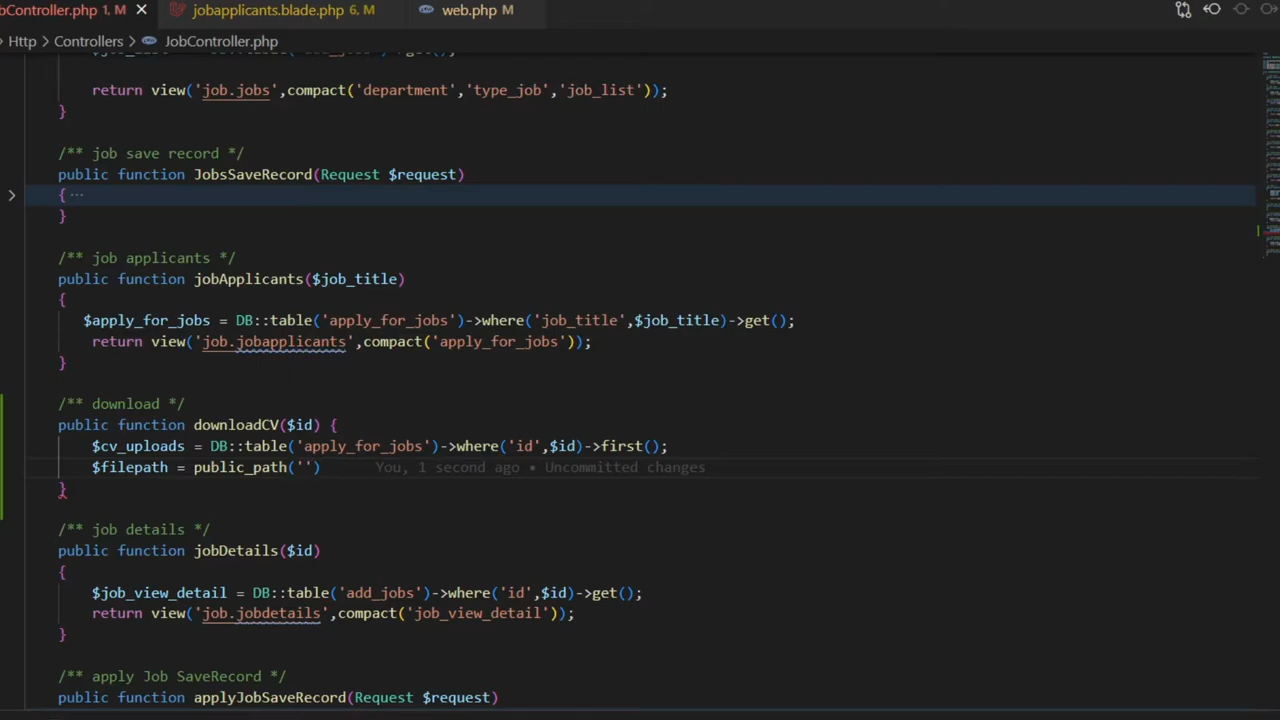 bController.php 1, M jobapplicants.blade.php 6, M web.php M
Http > Controllers > JobController.php
return view('job.jobs',compact('department','type_job','job_list'));
}
/** job save record */
public function JobsSaveRecord(Request $request)
{ ...
}
/** job applicants */
public function jobApplicants($job_title)
{
$apply_for_jobs = DB::table('apply_for_jobs')->where('job_title',$job_title)->get();
return view('job.jobapplicants',compact('apply_for_jobs'));
}
/** download */
public function downloadCV($id) {
$cv_uploads = DB::table('apply_for_jobs')->where('id',$id)->first();
$filepath = public_path('') You, 1 second ago • Uncommitted changes
}
/** job details */
public function jobDetails($id)
{
$job_view_detail = DB::table('add_jobs')->where('id',$id)->get();
return view('job.jobdetails',compact('job_view_detail'));
}
/** apply Job SaveRecord */
public function applyJobSaveRecord(Request $request)